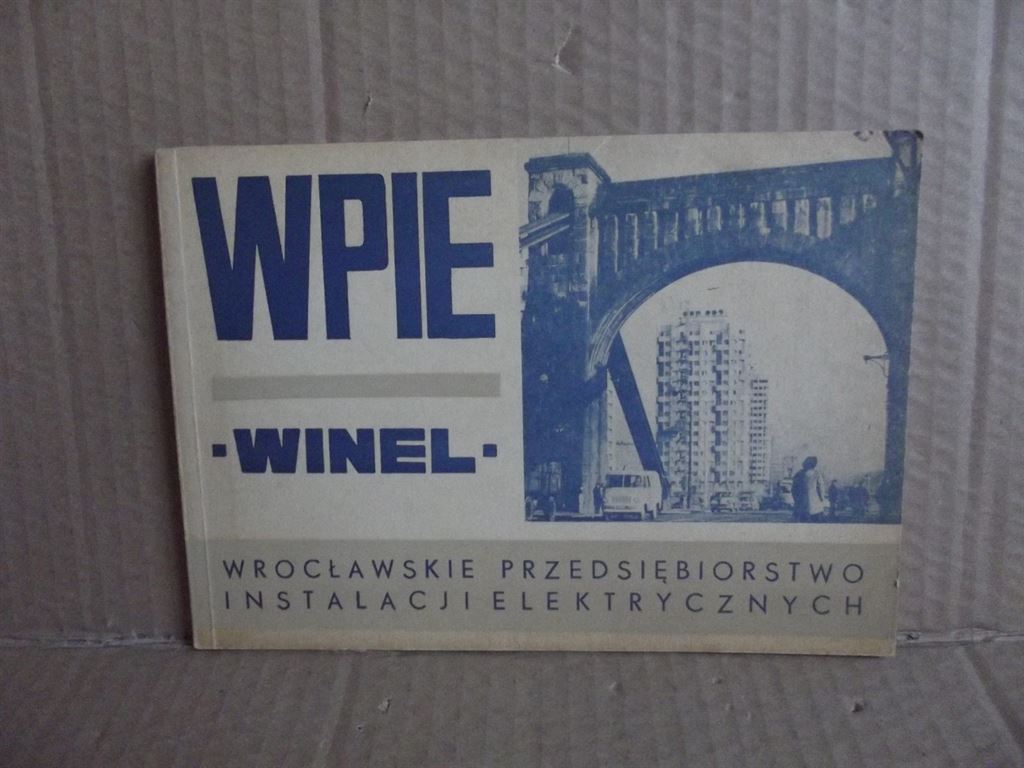 WPIE
·WINEL·
WROCŁAWSKIE PRZEDSIĘBIORSTWO
INSTALACJI ELEKTRYCZNYCH